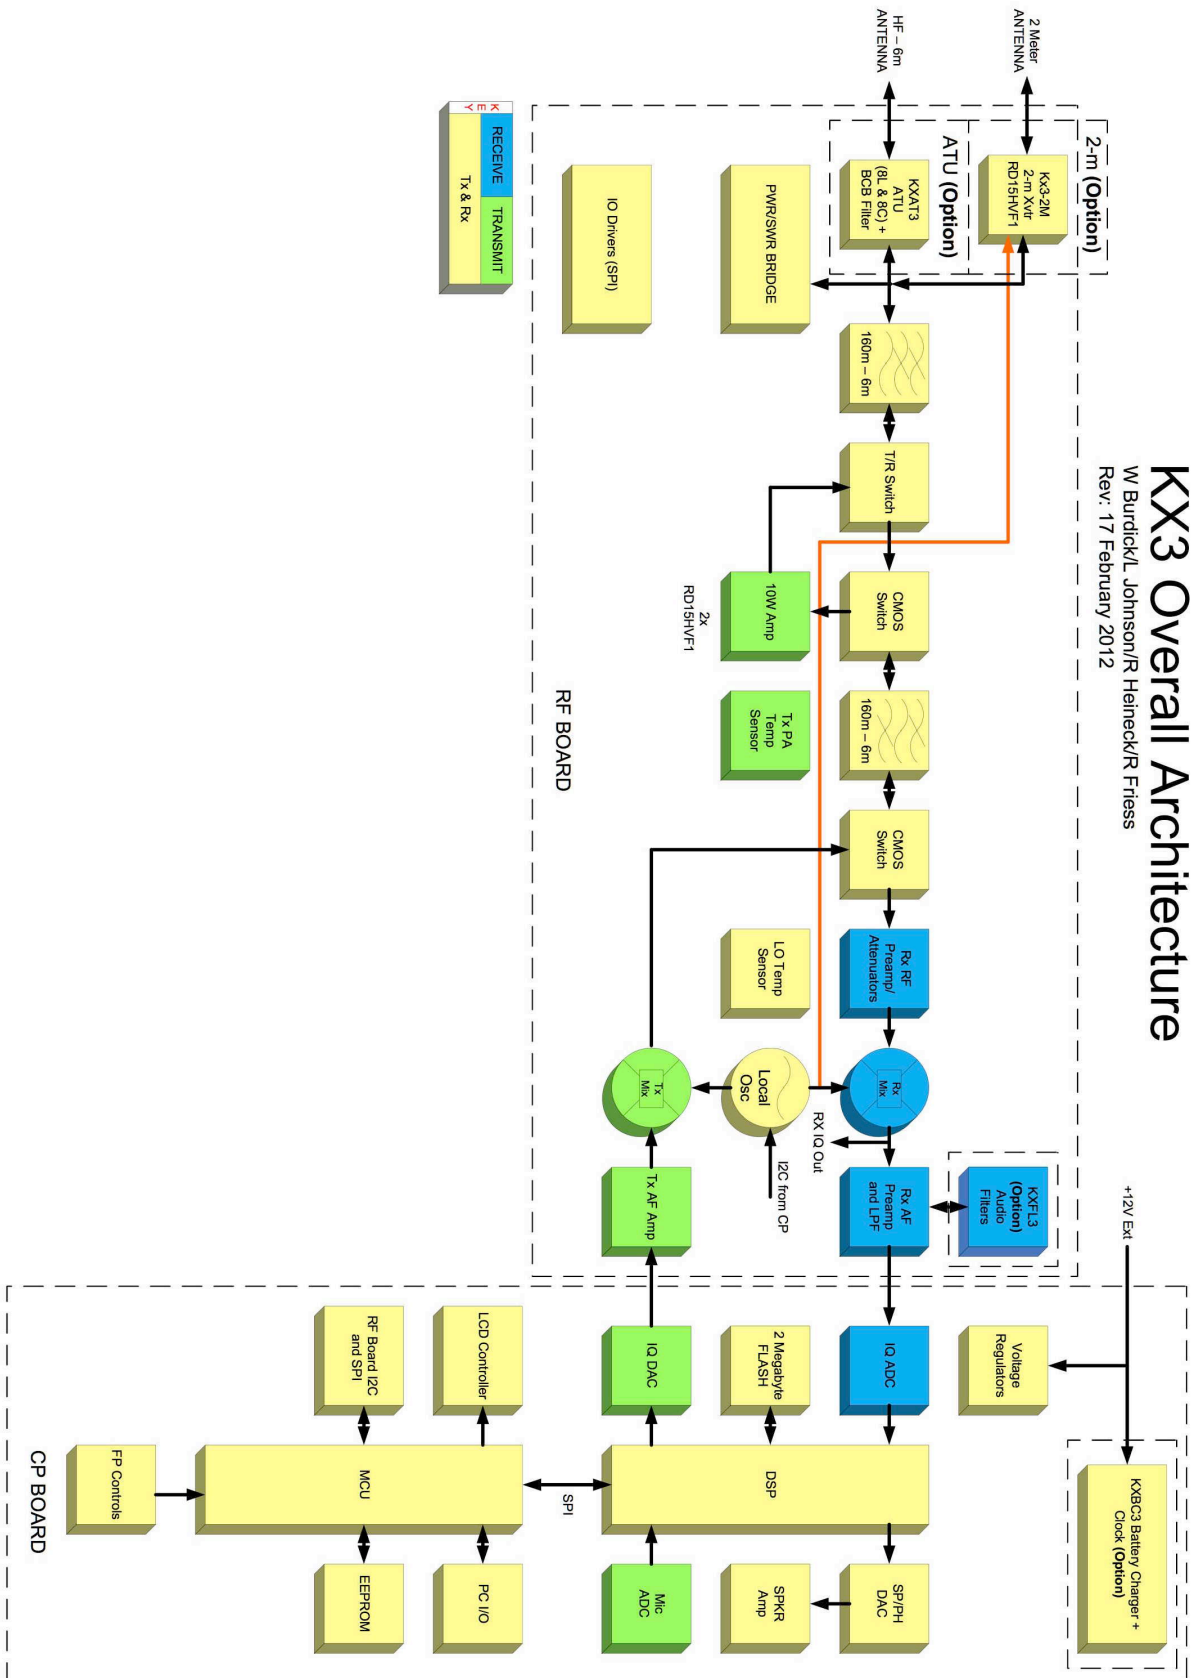 KX3 Overall Architecture
W Burdick/L Johnson/R Heineck/R Friess
Rev: 17 February 2012
2 Meter
ANTENNA
2-m (Option)
Kx3-2M
2-m Xvtr
RD15HVF1
HF – 6m
ANTENNA
ATU (Option)
KXAT3
ATU
(8L & 8C) +
BCB Filter
160m – 6m
T/R Switch
CMOS
Switch
160m – 6m
CMOS
Switch
Rx RF
Preamp/
Attenuators
Rx
Mix
Rx AF
Preamp
and LPF
KXFL3
(Option)
Audio
Filters
RX IQ Out
PWR/SWR BRIDGE
10W Amp
2x
RD15HVF1
Tx PA
Temp
Sensor
LO Temp
Sensor
Local
Osc
I2C from CP
Tx
Mix
Tx AF Amp
IO Drivers (SPI)
RF BOARD
KEY
RECEIVE
TRANSMIT
Tx & Rx
+12V Ext
Voltage
Regulators
KXBC3 Battery Charger +
Clock (Option)
IQ ADC
2 Megabyte
FLASH
IQ DAC
DSP
SP/PH
DAC
SPKR
Amp
Mic
ADC
SPI
LCD Controller
RF Board I2C
and SPI
MCU
PC I/O
EEPROM
FP Controls
CP BOARD